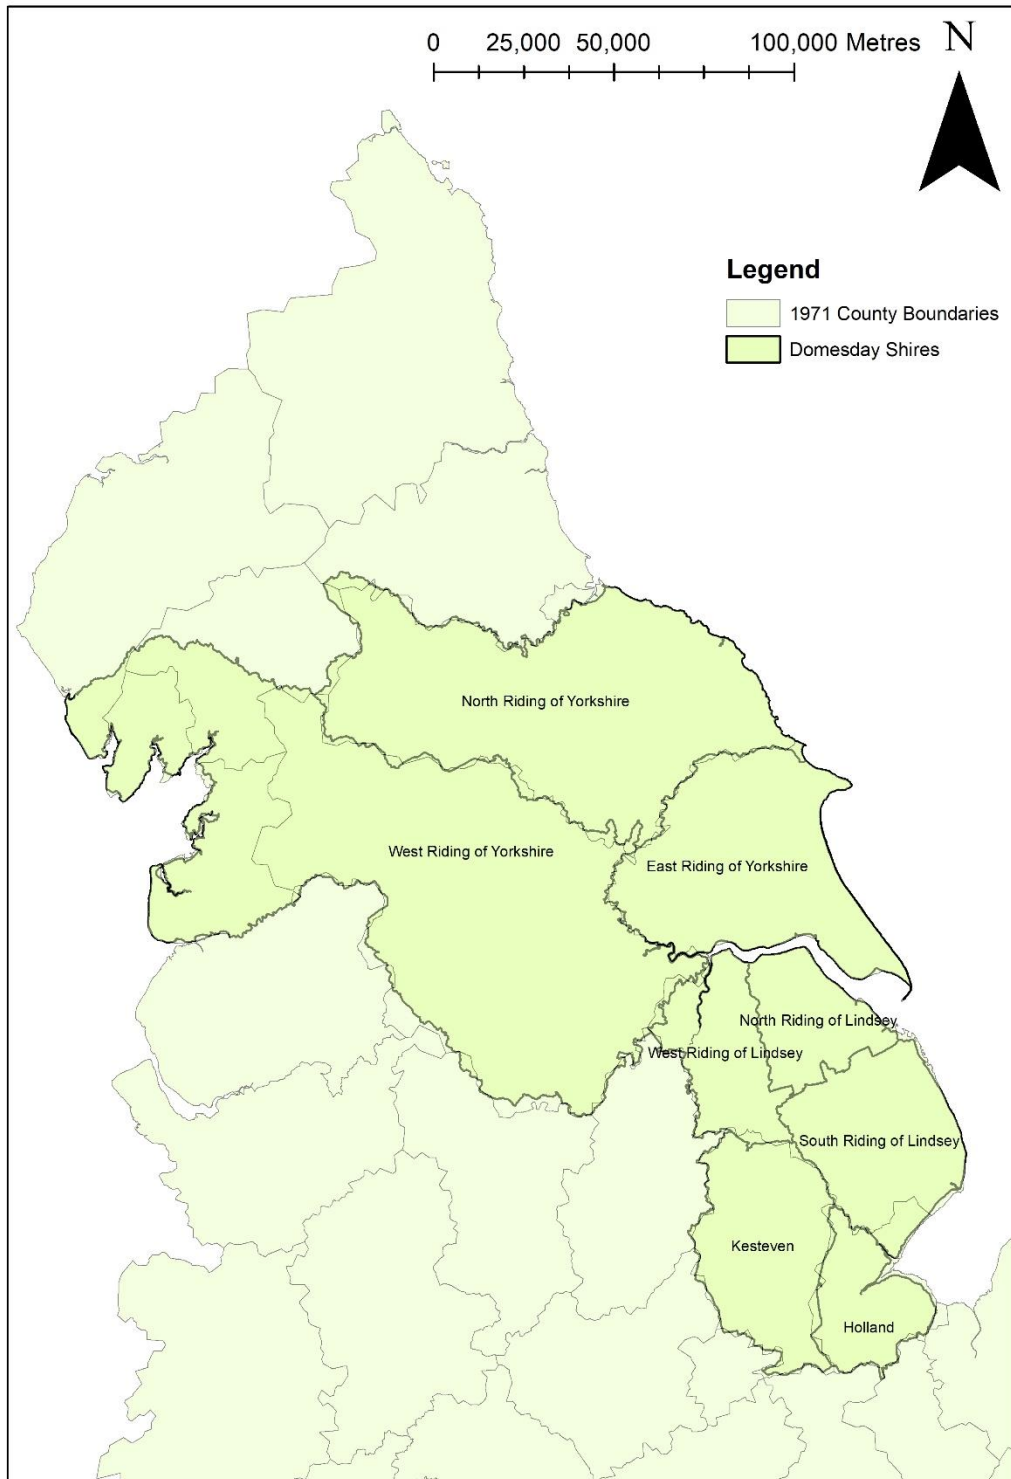 0 25,000 50,000 100,000 Metres
N
Legend
1971 County Boundaries
Domesday Shires
North Riding of Yorkshire
West Riding of Yorkshire
East Riding of Yorkshire
North Riding of Lindsey
West Riding of Lindsey
South Riding of Lindsey
Kesteven
Holland